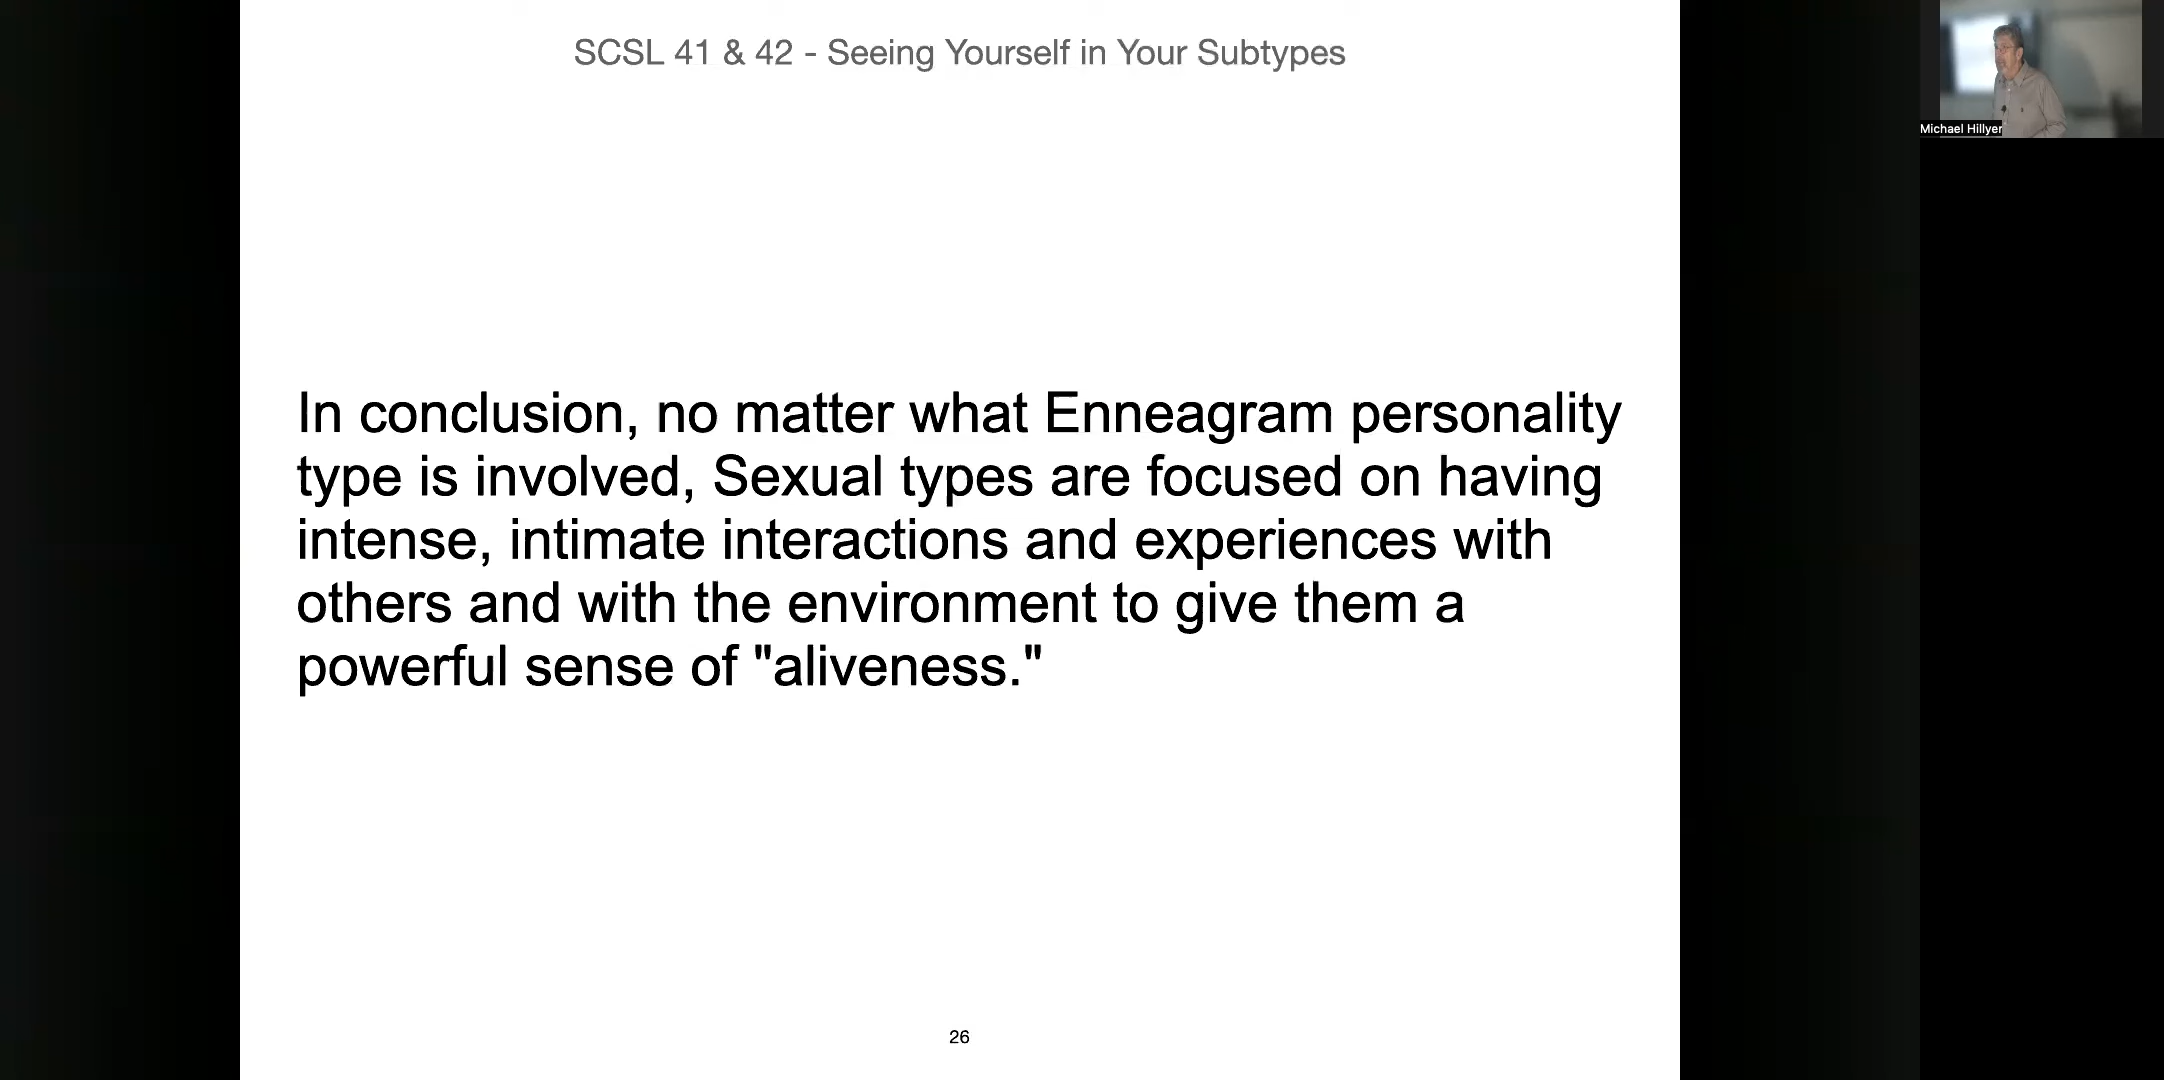 SCSL 41 & 42 - Seeing Yourself in Your Subtypes
Michael Hillyer
In conclusion, no matter what Enneagram personality
type is involved, Sexual types are focused on having
intense, intimate interactions and experiences with
others and with the environment to give them a
powerful sense of "aliveness."
26